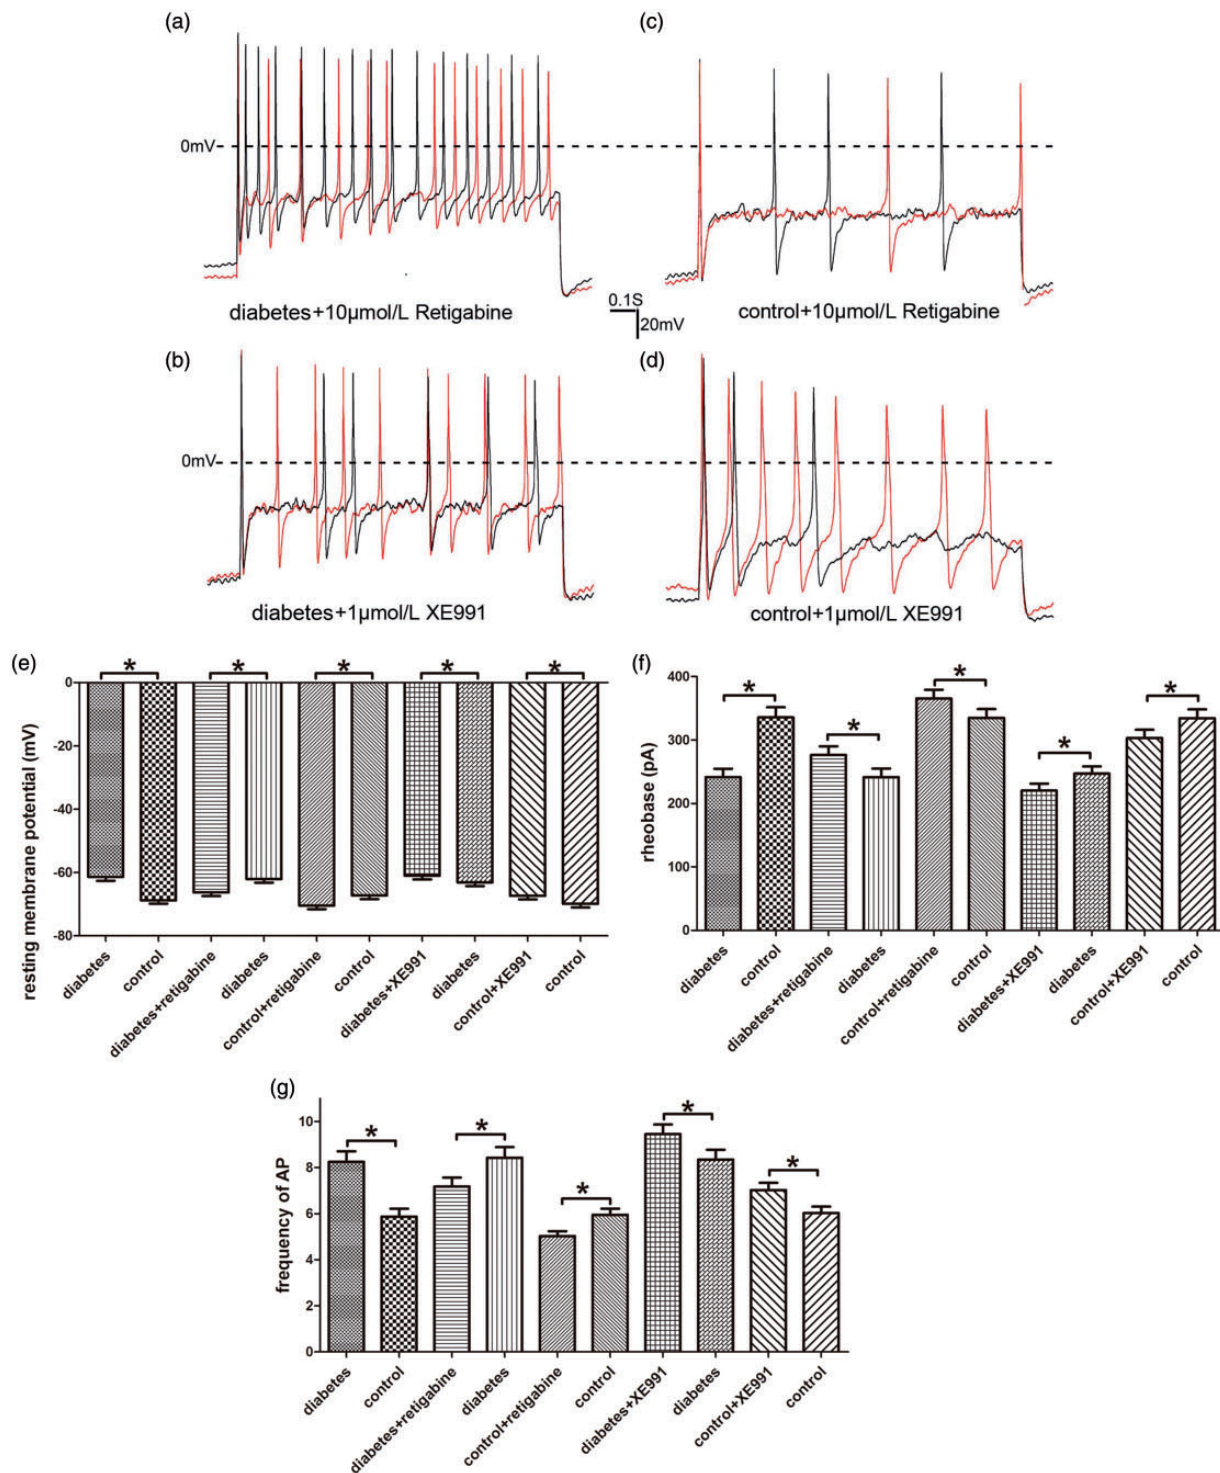 (a)
(c)
0mV
diabetes+10µmol/L Retigabine
0.1S
20mV
control+10µmol/L Retigabine
(b)
(d)
0mV
diabetes+1µmol/L XE991
control+1µmol/L XE991
(e)
* * * * *
resting membrane potential (mV)
0
-20
-40
-60
-80
diabetes
control
diabetes+retigabine
diabetes
control+retigabine
control
diabetes+XE991
diabetes
control+XE991
control
(f)
* * * * *
rheobase (pA)
400
300
200
100
0
diabetes
control
diabetes+retigabine
diabetes
control+retigabine
control
diabetes+XE991
diabetes
control+XE991
control
(g)
* * * * *
frequency of AP
10
8
6
4
2
0
diabetes
control
diabetes+retigabine
diabetes
control+retigabine
control
diabetes+XE991
diabetes
control+XE991
control